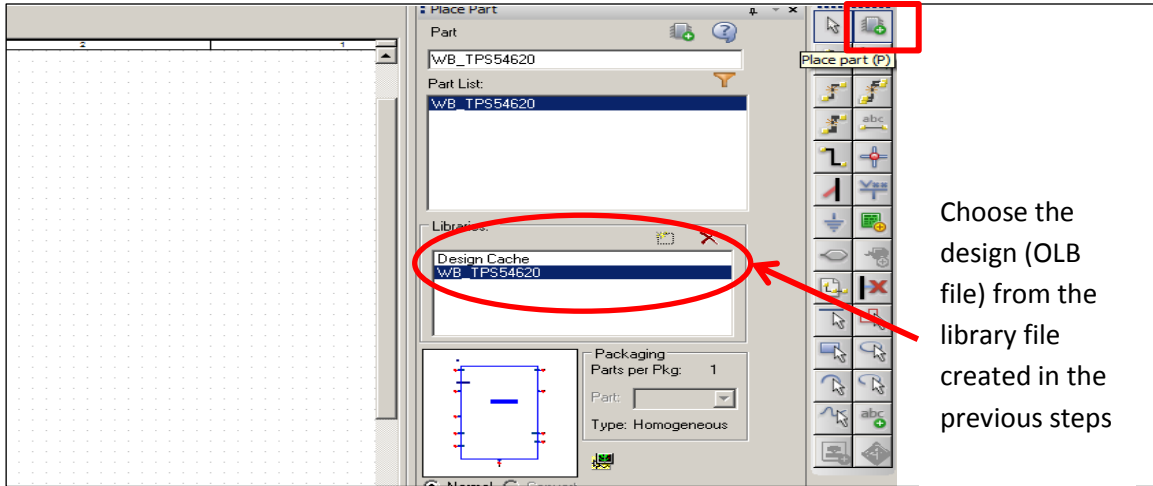 Place Part
2
1
Part
WB_TPS54620
Place part (P)
Part List:
WB_TPS54620
abc
Libraries:
Design Cache
WB_TPS54620
Choose the
design (OLB
file) from the
library file
created in the
previous steps
Packaging
Parts per Pkg: 1
Part:
Type: Homogeneous
abc
Normal Convert